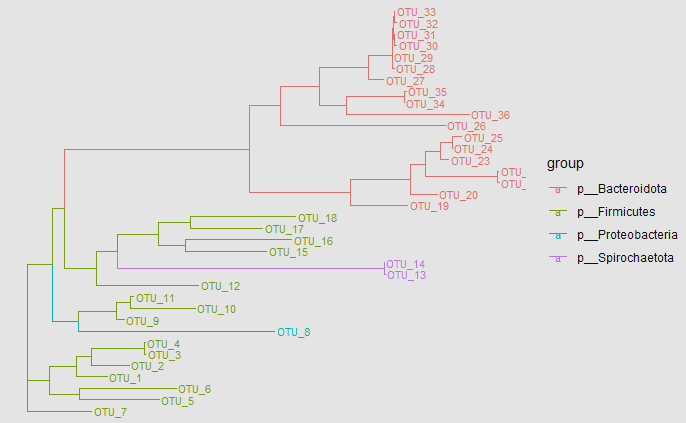 OTU_33
OTU_32
OTU_31
OTU_30
OTU_29
OTU_28
OTU_27
OTU_35
OTU_34
OTU_36
OTU_26
OTU_25
OTU_24
OTU_23
OTU_
OTU_
OTU_20
OTU_19
OTU_18
OTU_17
OTU_16
OTU_15
OTU_14
OTU_13
OTU_12
OTU_11
OTU_10
OTU_9
OTU_8
OTU_4
OTU_3
OTU_2
OTU_1
OTU_6
OTU_5
OTU_7
group
a p__Bacteroidota
a p__Firmicutes
a p__Proteobacteria
a p__Spirochaetota